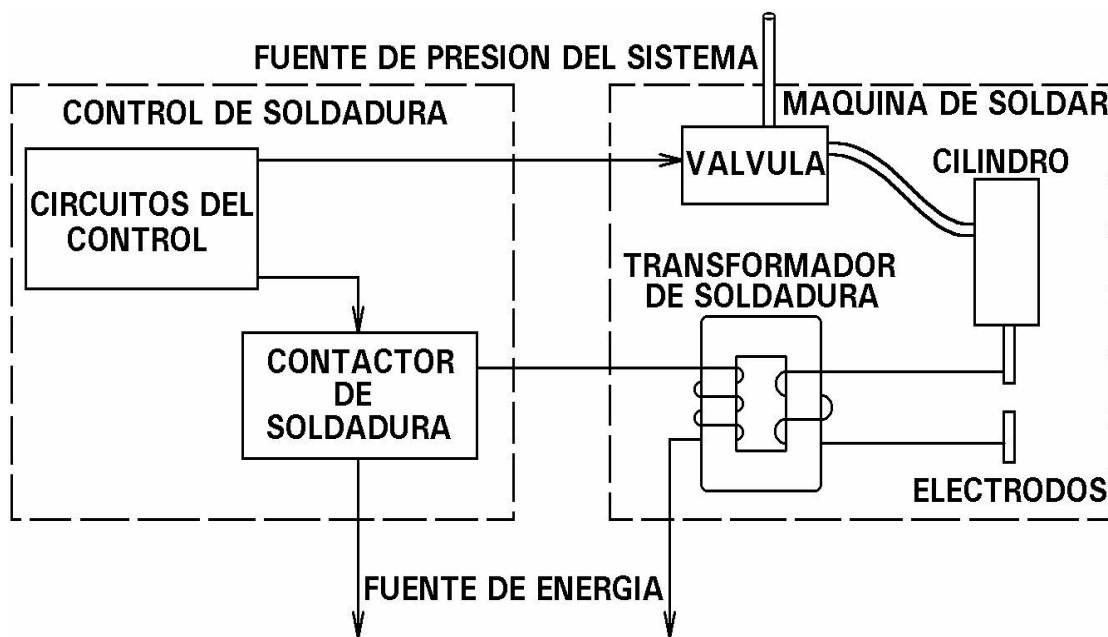 FUENTE DE PRESION DEL SISTEMA
CONTROL DE SOLDADURA
CIRCUITOS DEL
CONTROL
CONTACTOR
DE
SOLDADURA
MAQUINA DE SOLDAR
VALVULA
CILINDRO
TRANSFORMADOR
DE SOLDADURA
ELECTRODOS
FUENTE DE ENERGIA